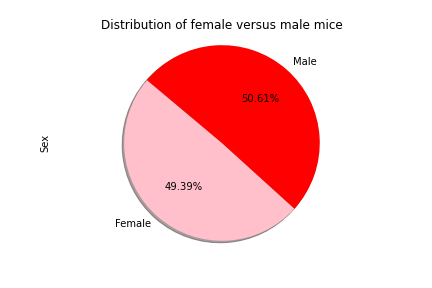 Distribution of female versus male mice
Male
50.61%
Sex
49.39%
Female